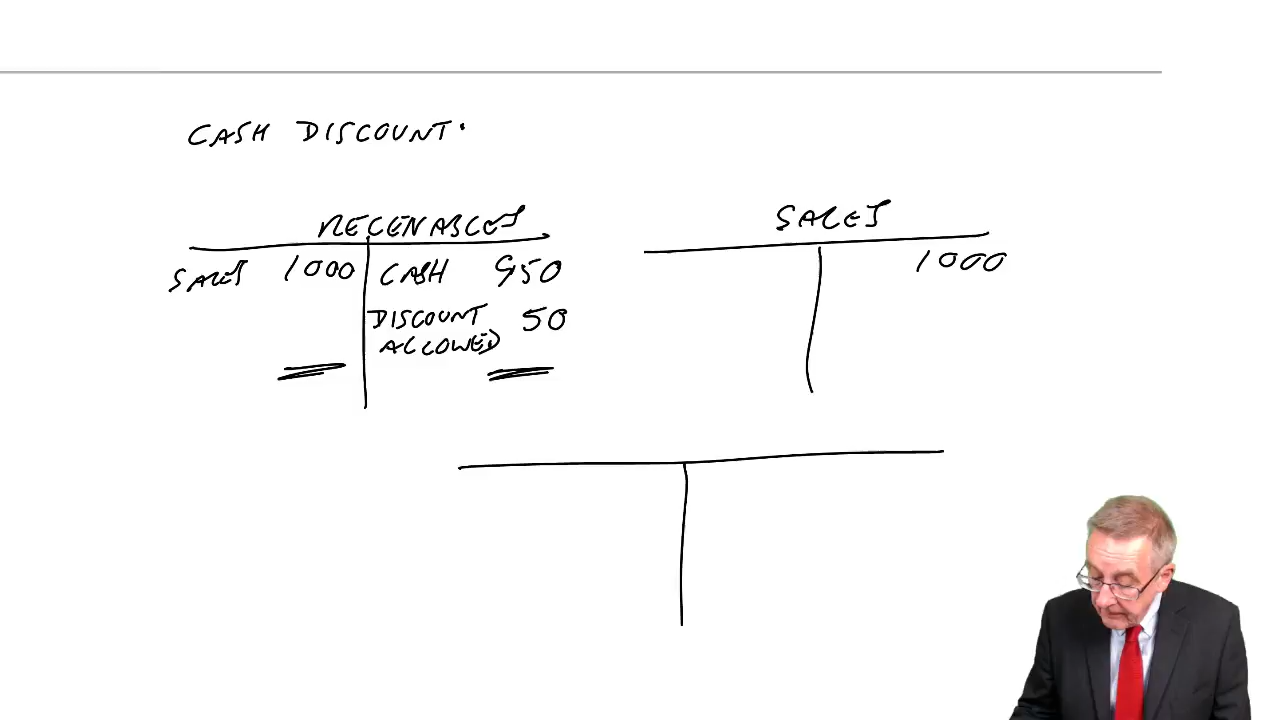 CASH DISCOUNT.
RECEIVABLES
SALES 1000 CASH 950
DISCOUNT 50
ALLOWED
SALES
1000